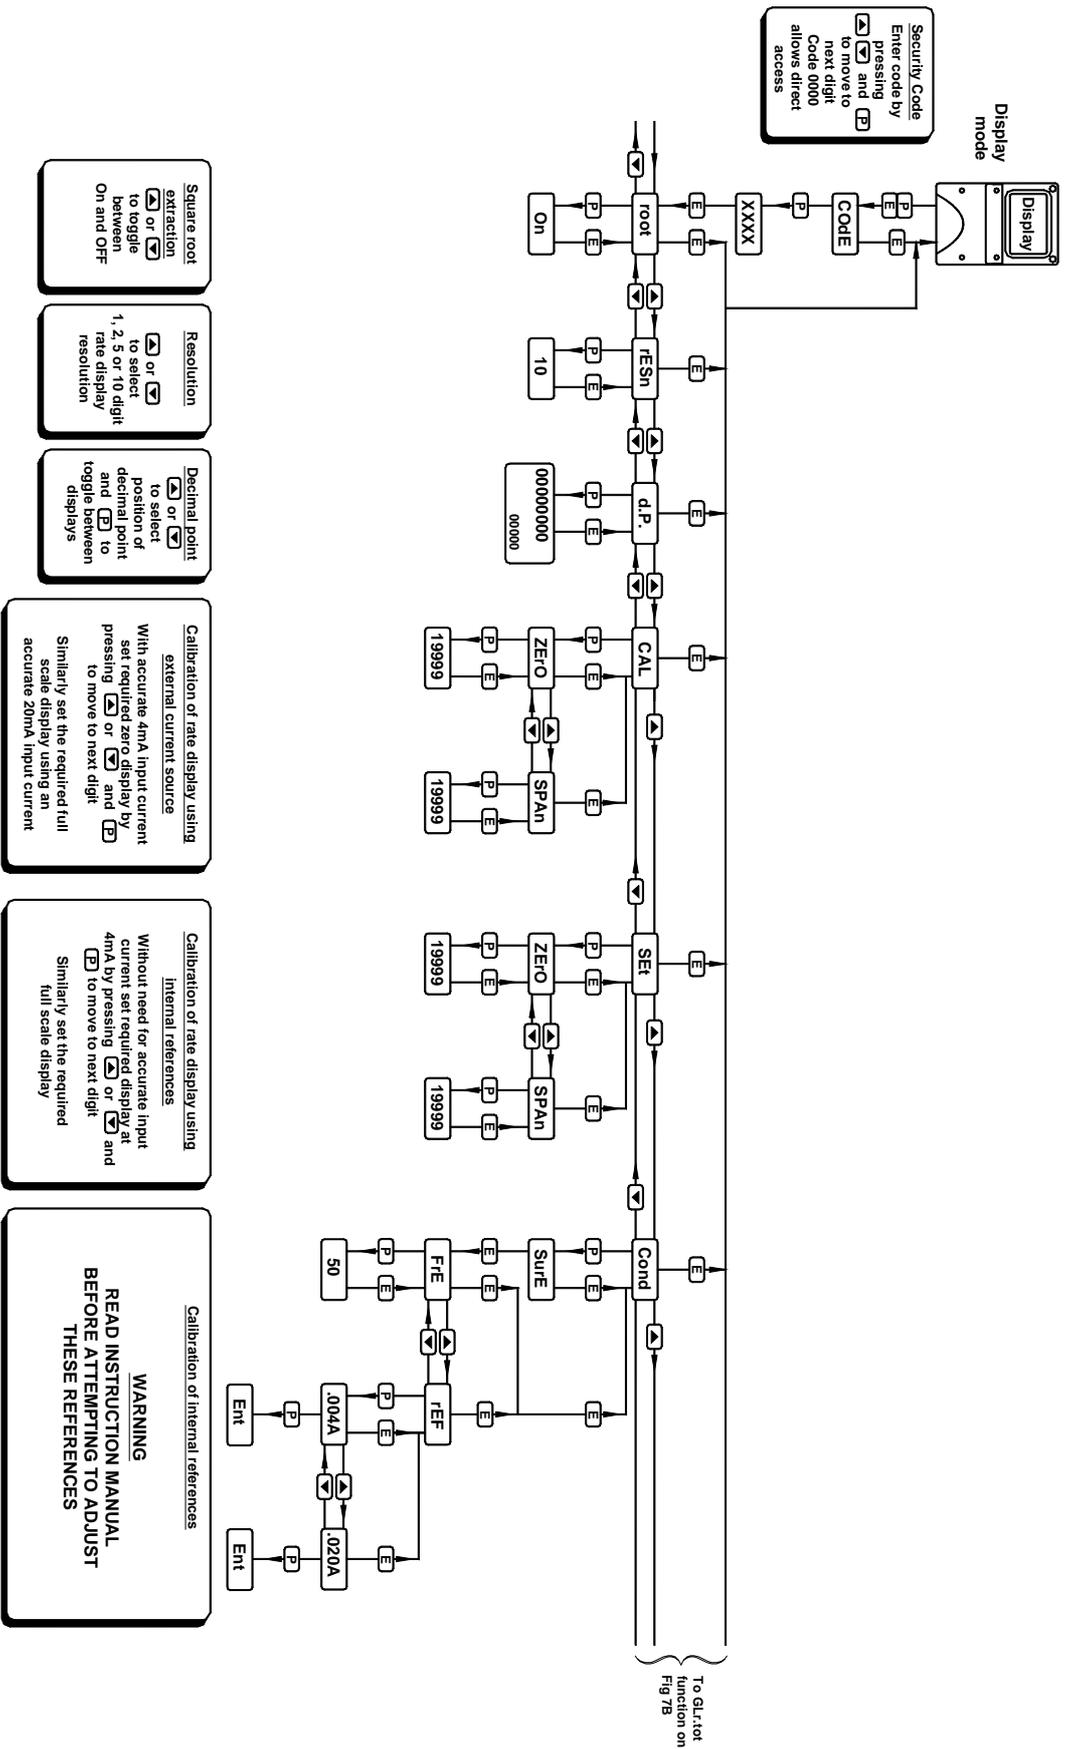 Display
mode
Display
Security Code
Enter code by
pressing
and P
to move to
next digit
Code 0000
allows direct
access
P
E
E
COdE
P
XXXX
E
E
E
E
E
E
E
root
rESn
d.P.
CAL
SEt
Cond
P
E
P
E
P
E
P
E
E
P
E
E
P
E
E
On
10
00000000
00000
ZErO
SPAn
ZErO
SPAn
SurE
P
E
P
E
P
E
P
E
E
E
E
19999
19999
19999
19999
FrE
rEF
P
E
P
E
E
50
.004A
.020A
P
P
Ent
Ent
To GLr.tot
function on
Fig 7B
Square root
extraction
or
to toggle
between
On and OFF
Resolution
or
to select
1, 2, 5 or 10 digit
rate display
resolution
Decimal point
or
to select
position of
decimal point
and P to
toggle between
displays
Calibration of rate display using
external current source
With accurate 4mA input current
set required zero display by
pressing or and P
to move to next digit
Similarly set the required full
scale display using an
accurate 20mA input current
Calibration of rate display using
internal references
Without need for accurate input
current set required display at
4mA by pressing or and
P to move to next digit
Similarly set the required
full scale display
Calibration of internal references
WARNING
READ INSTRUCTION MANUAL
BEFORE ATTEMPTING TO ADJUST
THESE REFERENCES